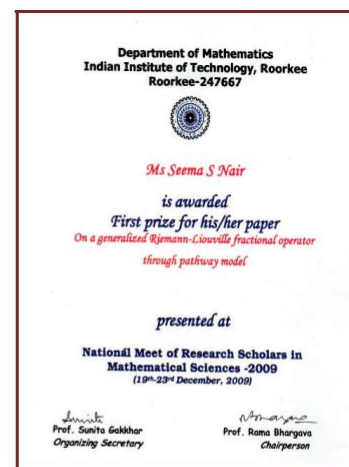 Department of Mathematics
Indian Institute of Technology, Roorkee
Roorkee-247667
Ms Seema S Nair
is awarded
First prize for his/her paper
On a generalized Riemann-Liouville fractional operator
through pathway model
presented at
National Meet of Research Scholars in
Mathematical Sciences -2009
(19th-23rd December, 2009)
Prof. Sunita Gakkhar
Organizing Secretary
Prof. Rama Bhargava
Chairperson